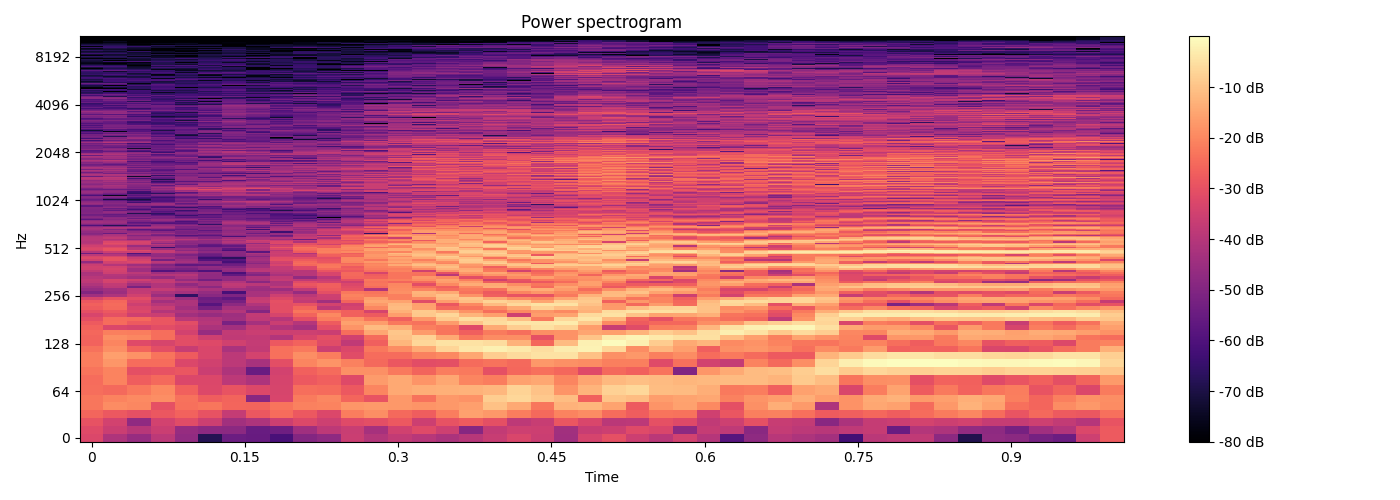 Power spectrogram
Hz
8192
4096
2048
1024
512
256
128
64
0
0 0.15 0.3 0.45 0.6 0.75 0.9
Time
-10 dB
-20 dB
-30 dB
-40 dB
-50 dB
-60 dB
-70 dB
-80 dB